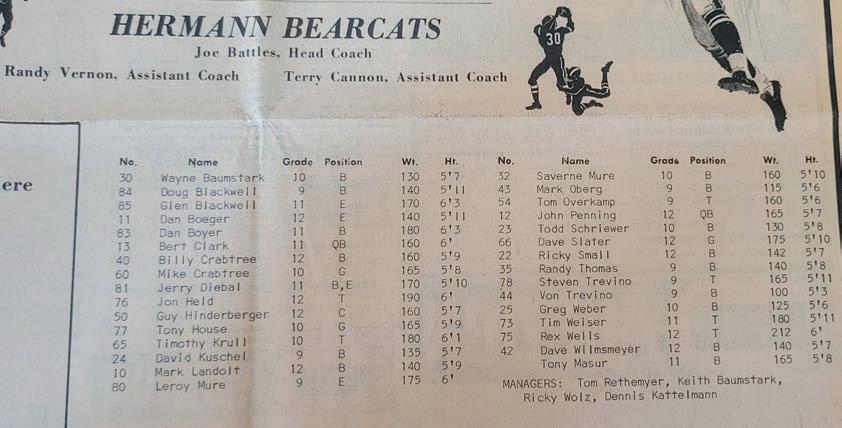 HERMANN BEARCATS
Joe Battles, Head Coach
Randy Vernon, Assistant Coach Terry Cannon, Assistant Coach
30
ere
No. Name Grade Position Wt. Ht.
30 Wayne Baumstark 10 B 130 5'7
84 Doug Blackwell 9 B 140 5'11
85 Glen Blackwell 11 E 170 6'3
11 Dan Boeger 12 E 140 5'11
83 Dan Boyer 11 B 180 6'3
13 Bert Clark 11 QB 160 6'
40 Billy Crabtree 12 B 160 5'9
60 Mike Crabtree 10 G 165 5'8
81 Jerry Diebal 11 B,E 170 5'10
76 Jon Held 12 T 190 6'
50 Guy Hinderberger 12 C 160 5'7
77 Tony House 10 G 165 5'9
65 Timothy Krull 10 T 180 6'1
24 David Kuschel 9 B 135 5'7
10 Mark Landolt 12 B 140 5'9
80 Leroy Mure 9 E 175 6'
No. Name Grade Position Wt. Ht.
32 Saverne Mure 10 B 160 5'10
43 Mark Oberg 9 B 115 5'6
54 Tom Overkamp 9 T 160 5'6
12 John Penning 12 QB 165 5'7
23 Todd Schriewer 10 B 130 5'8
66 Dave Slater 12 G 175 5'10
22 Ricky Small 12 B 142 5'7
35 Randy Thomas 9 B 140 5'8
78 Steven Trevino 9 T 165 5'11
44 Von Trevino 9 B 100 5'3
25 Greg Weber 10 B 125 5'6
73 Tim Weiser 11 T 180 5'11
75 Rex Wells 12 T 212 6'
42 Dave Wilmsmeyer 12 B 140 5'7
Tony Masur 11 B 165 5'8
MANAGERS: Tom Rethemyer, Keith Baumstark,
Ricky Wolz, Dennis Kattelmann